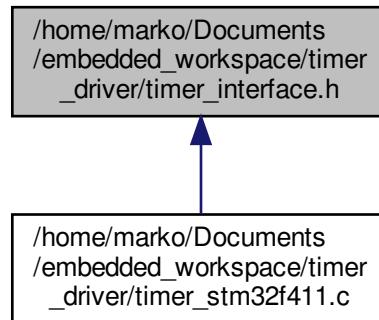 /home/marko/Documents
/embedded_workspace/timer
_driver/timer_interface.h
/home/marko/Documents
/embedded_workspace/timer
_driver/timer_stm32f411.c